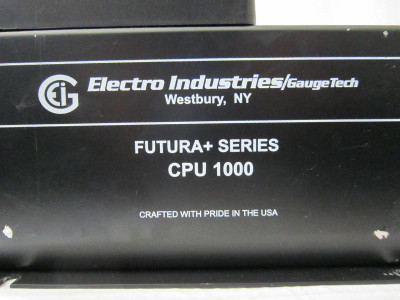 EIG Electro Industries/GaugeTech
Westbury, NY
FUTURA+ SERIES
CPU 1000
CRAFTED WITH PRIDE IN THE USA